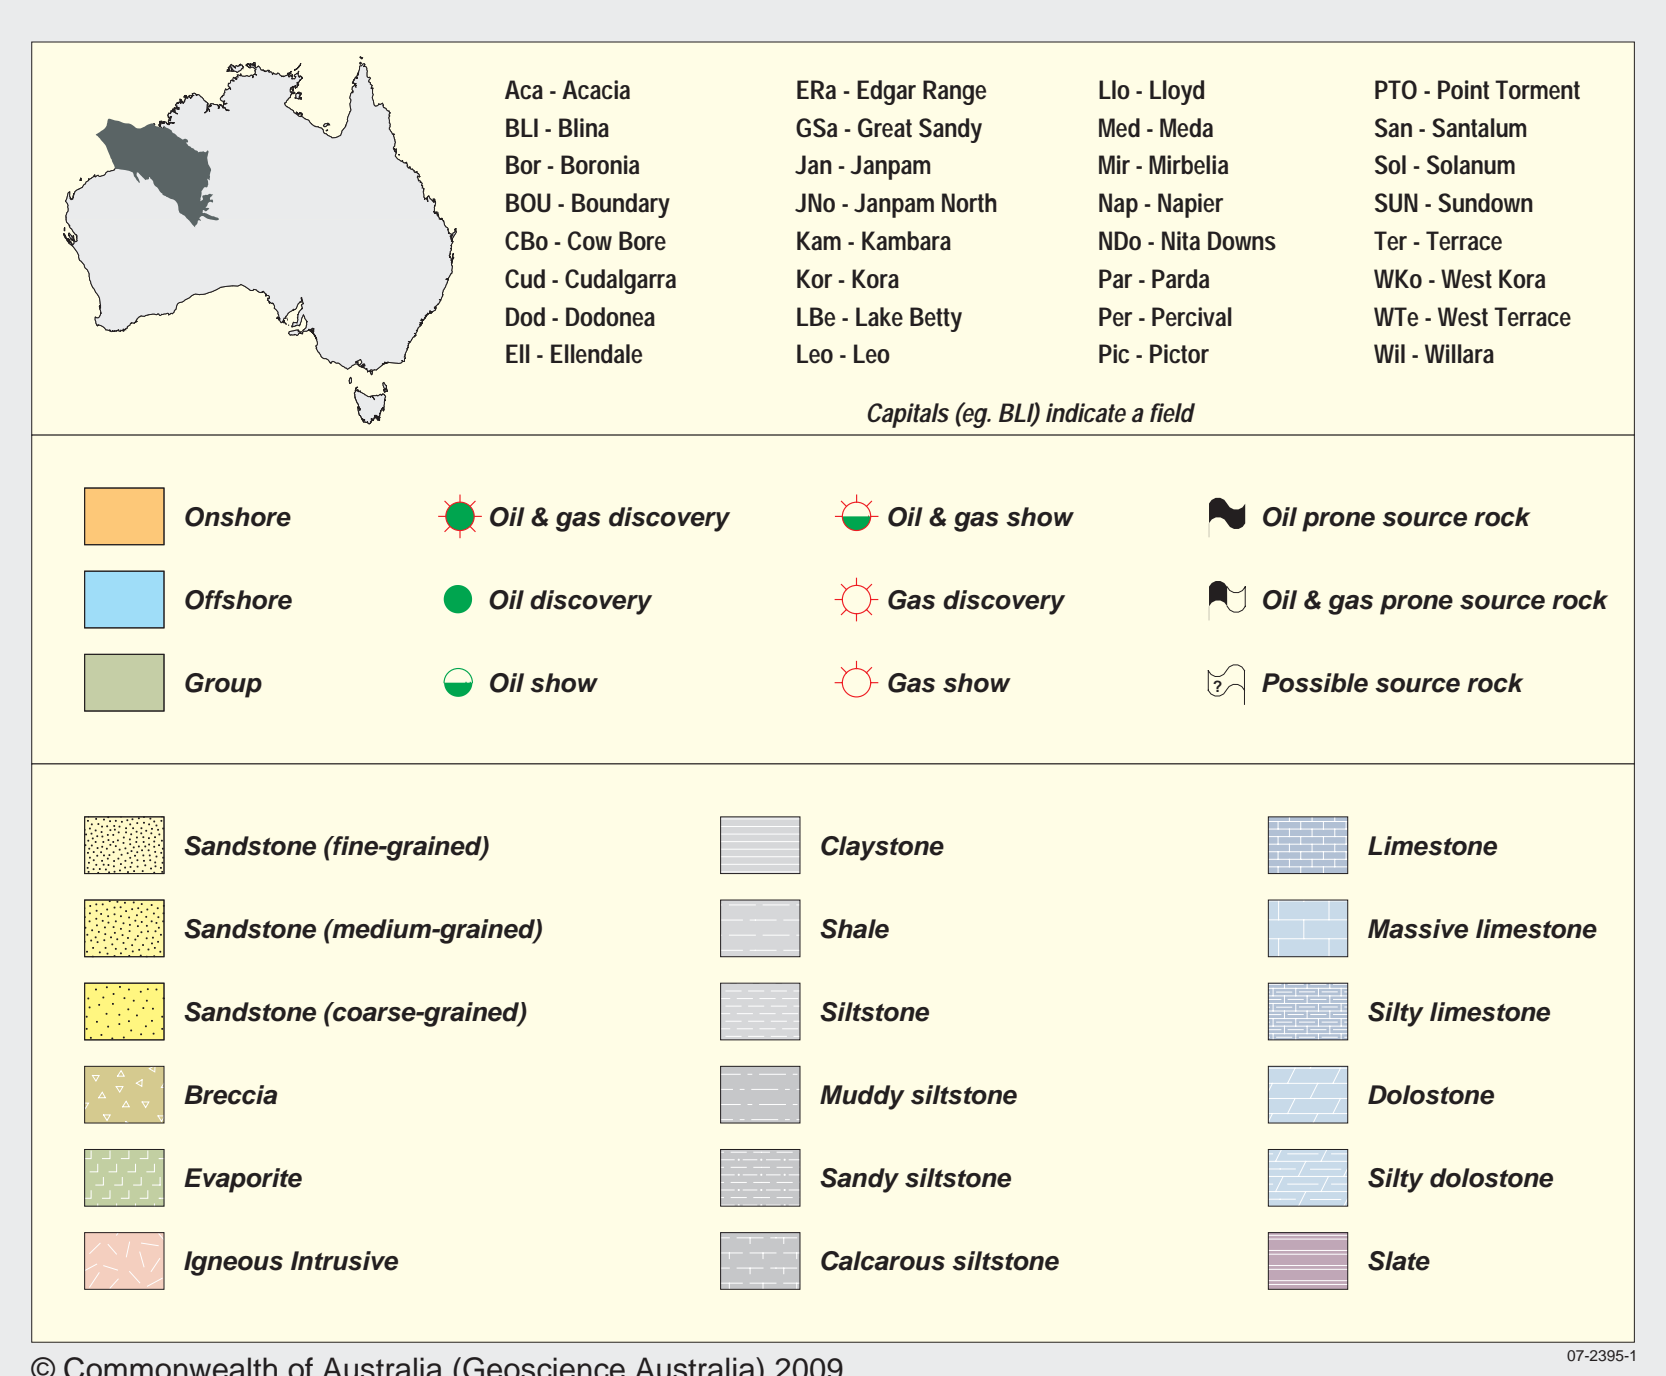 Aca - Acacia
BLI - Blina
Bor - Boronia
BOU - Boundary
CBo - Cow Bore
Cud - Cudalgarra
Dod - Dodonea
Ell - Ellendale
ERa - Edgar Range
GSa - Great Sandy
Jan - Janpam
JNo - Janpam North
Kam - Kambara
Kor - Kora
LBe - Lake Betty
Leo - Leo
Llo - Lloyd
Med - Meda
Mir - Mirbelia
Nap - Napier
NDo - Nita Downs
Par - Parda
Per - Percival
Pic - Pictor
PTO - Point Torment
San - Santalum
Sol - Solanum
SUN - Sundown
Ter - Terrace
WKo - West Kora
WTe - West Terrace
Wil - Willara
Capitals (eg. BLI) indicate a field
Onshore
Offshore
Group
Oil & gas discovery
Oil discovery
Oil show
Oil & gas show
Gas discovery
Gas show
Oil prone source rock
Oil & gas prone source rock
?
Possible source rock
Sandstone (fine-grained)
Sandstone (medium-grained)
Sandstone (coarse-grained)
Breccia
Evaporite
Igneous Intrusive
Claystone
Shale
Siltstone
Muddy siltstone
Sandy siltstone
Calcarous siltstone
Limestone
Massive limestone
Silty limestone
Dolostone
Silty dolostone
Slate
07-2395-1
© Commonwealth of Australia (Geoscience Australia) 2009